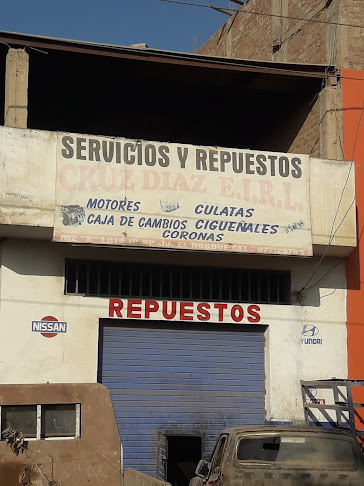 SERVICIOS Y REPUESTOS
CRUZ DIAZ E.I.R.L.
MOTORES CULATAS
CAJA DE CAMBIOS CIGUEÑALES
CORONAS
REPUESTOS
NISSAN
HYUNDAI